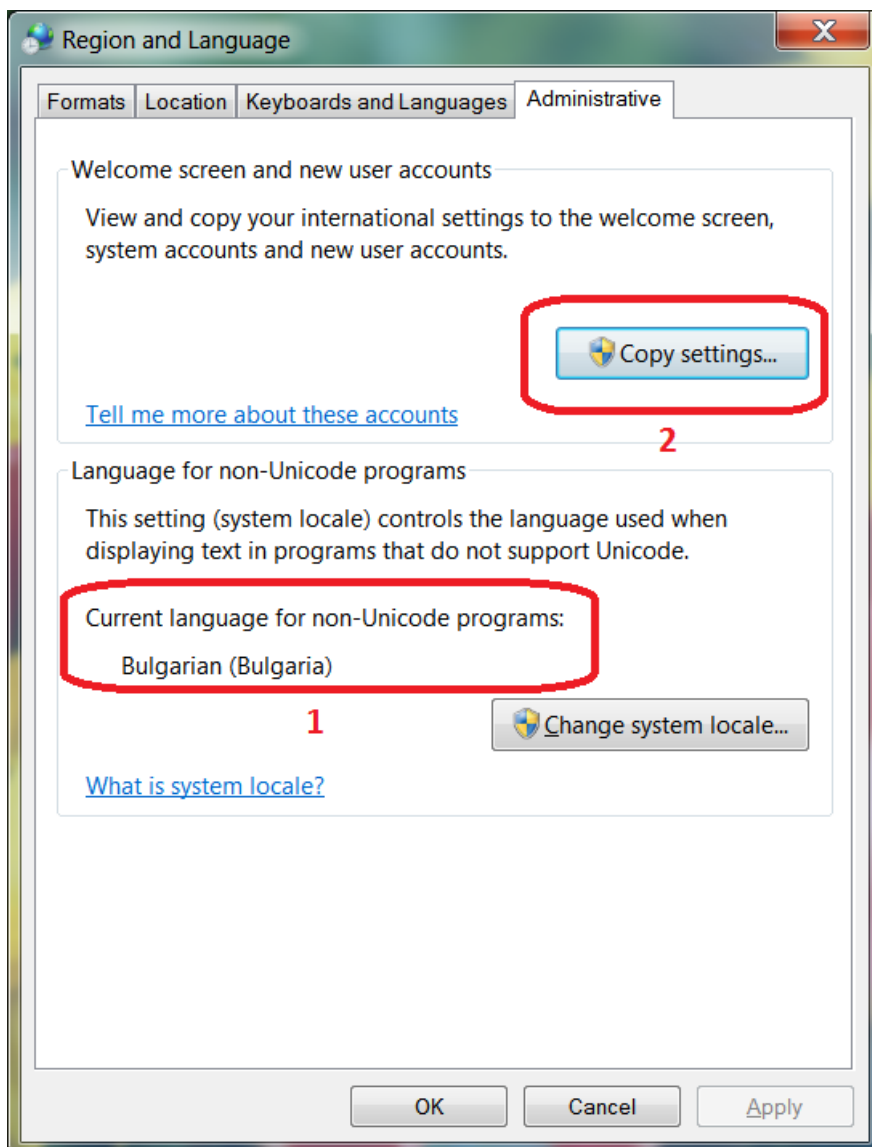 Region and Language
X
Formats Location Keyboards and Languages Administrative
Welcome screen and new user accounts
View and copy your international settings to the welcome screen,
system accounts and new user accounts.
Copy settings...
Tell me more about these accounts
2
Language for non-Unicode programs
This setting (system locale) controls the language used when
displaying text in programs that do not support Unicode.
Current language for non-Unicode programs:
Bulgarian (Bulgaria)
1
Change system locale...
What is system locale?
OK Cancel Apply